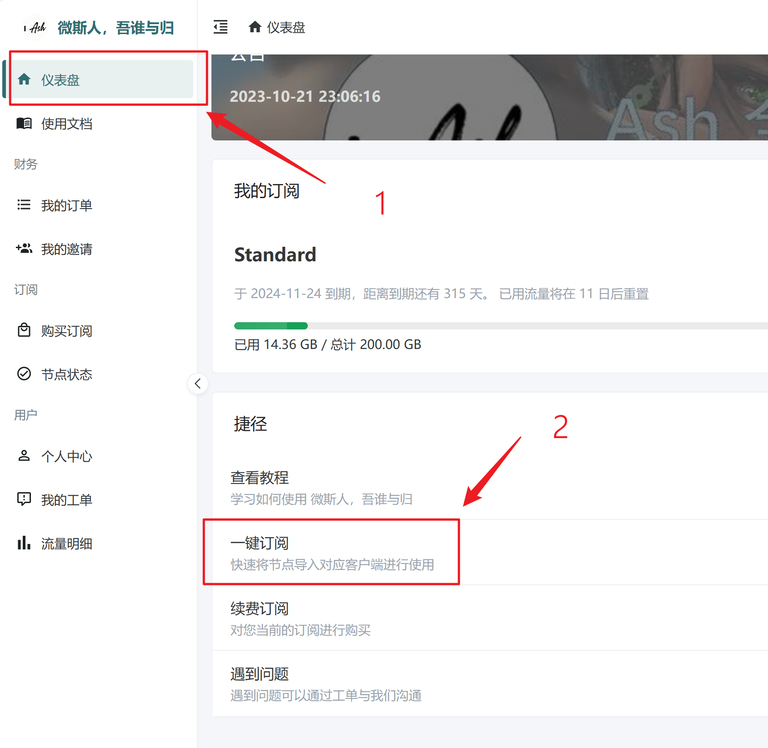 Ash 微斯人，吾谁与归
仪表盘
仪表盘
使用文档
财务
我的订单
我的邀请
订阅
购买订阅
节点状态
用户
个人中心
我的工单
流量明细
公告
2023-10-21 23:06:16
Ash
Ash
1
我的订阅
Standard
于 2024-11-24 到期，距离到期还有 315 天。 已用流量将在 11 日后重置
已用 14.36 GB / 总计 200.00 GB
捷径
2
查看教程
学习如何使用 微斯人，吾谁与归
一键订阅
快速将节点导入对应客户端进行使用
续费订阅
对您当前的订阅进行购买
遇到问题
遇到问题可以通过工单与我们沟通